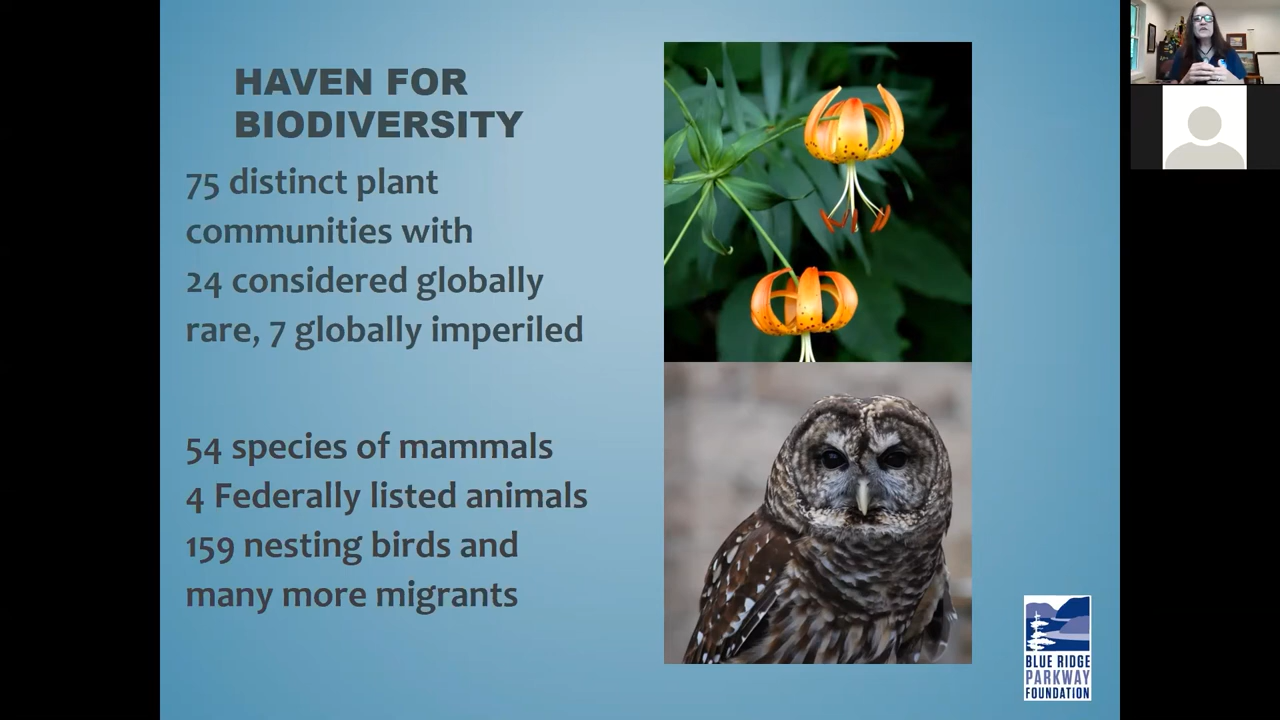 HAVEN FOR
BIODIVERSITY
75 distinct plant
communities with
24 considered globally
rare, 7 globally imperiled
54 species of mammals
4 Federally listed animals
159 nesting birds and
many more migrants
BLUE RIDGE
PARKWAY
FOUNDATION